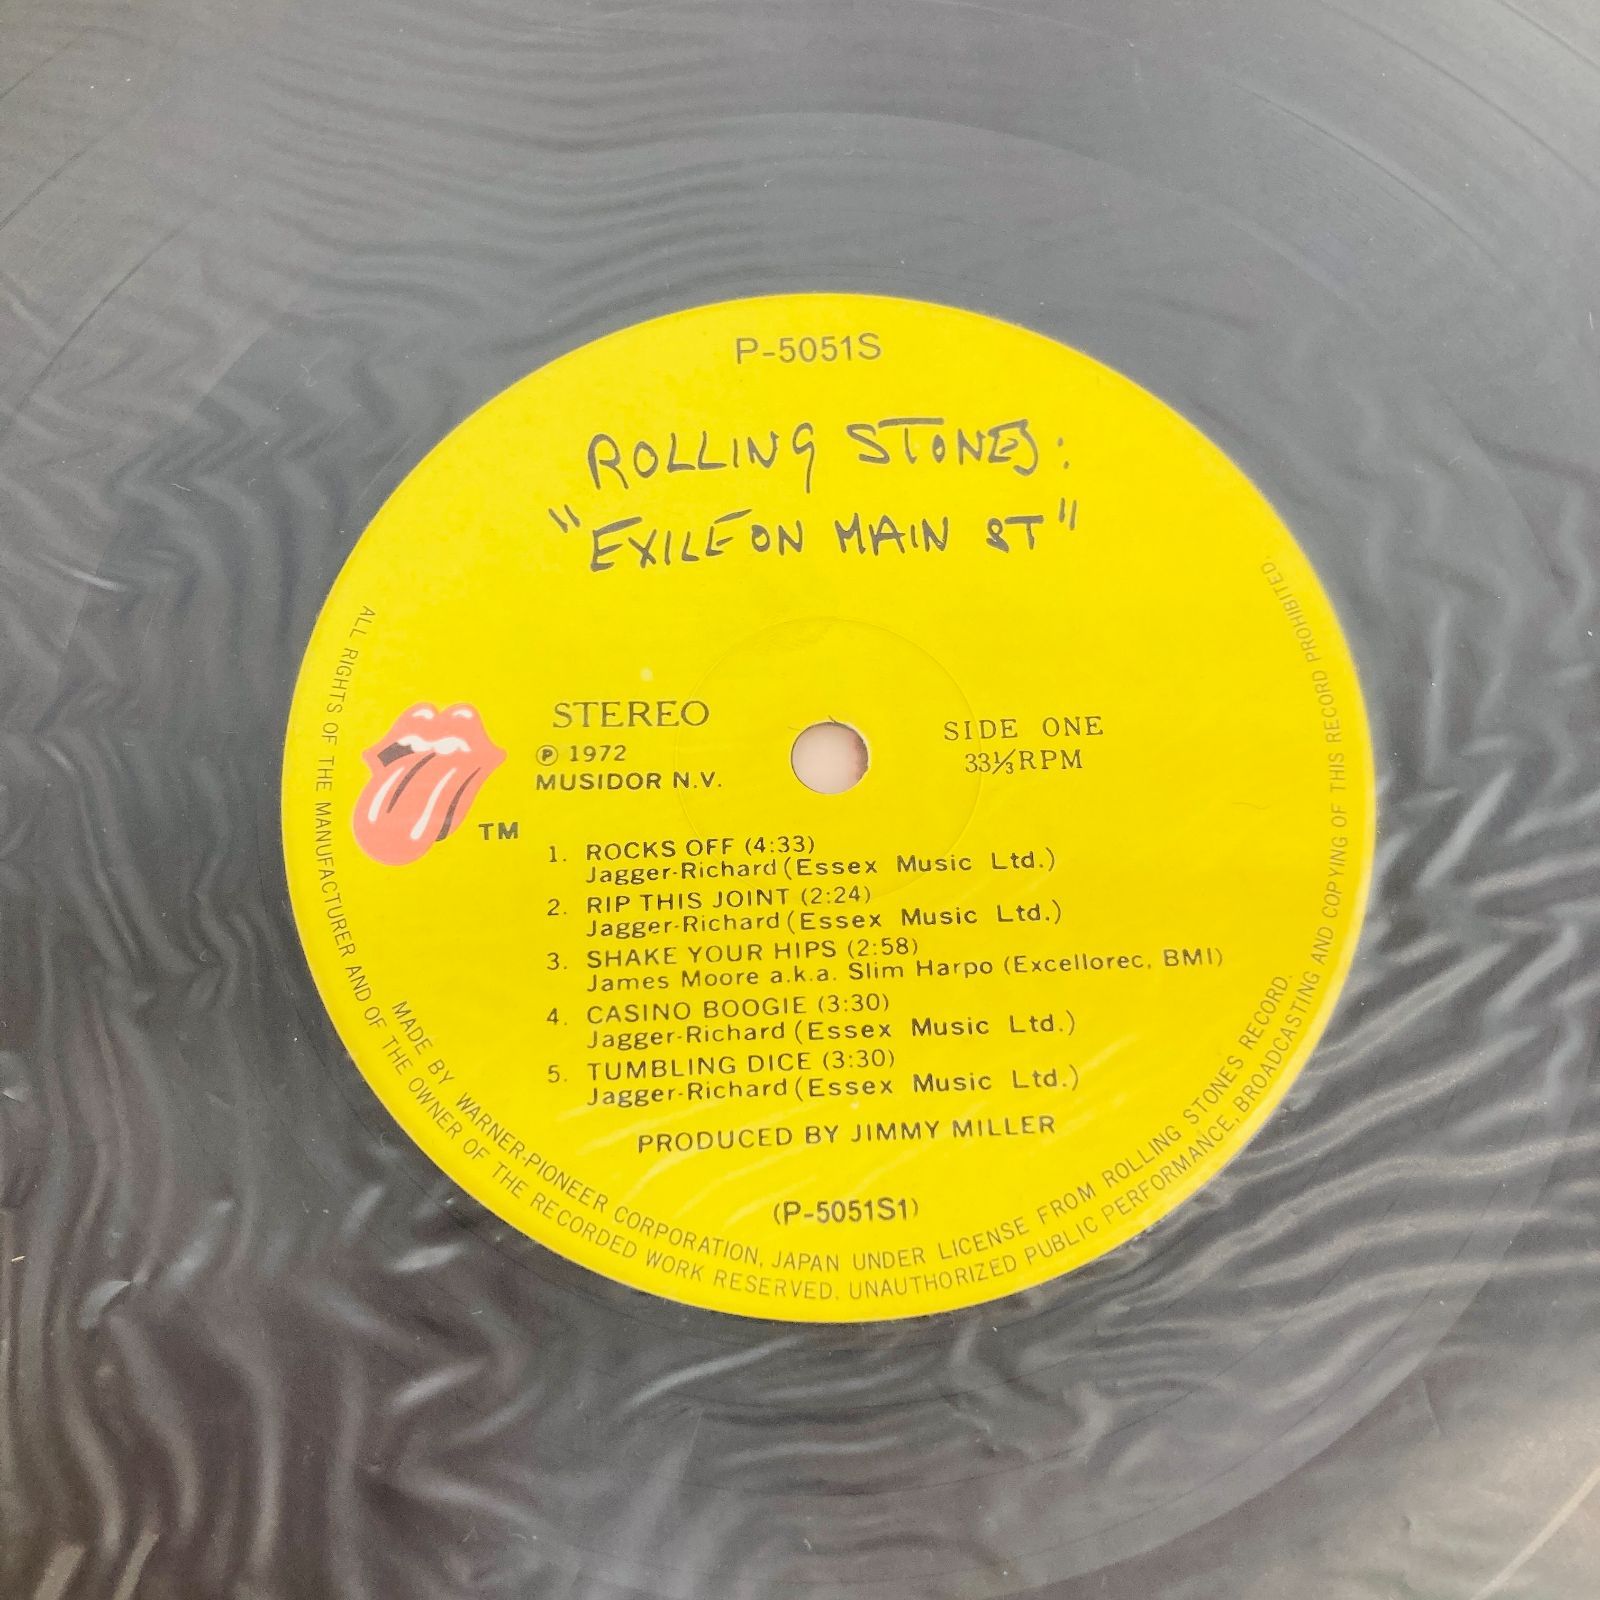 P-5051S
ROLLING STONES:
"EXILE ON MAIN ST"
STEREO
Ⓟ 1972
MUSIDOR N.V.
SIDE ONE
33⅓RPM
TM
1. ROCKS OFF (4:33)
Jagger-Richard (Essex Music Ltd.)
2. RIP THIS JOINT (2:24)
Jagger-Richard (Essex Music Ltd.)
3. SHAKE YOUR HIPS (2:58)
James Moore a.k.a. Slim Harpo (Excellorec, BMI)
4. CASINO BOOGIE (3:30)
Jagger-Richard (Essex Music Ltd.)
5. TUMBLING DICE (3:30)
Jagger-Richard (Essex Music Ltd.)
PRODUCED BY JIMMY MILLER
(P-5051S1)
MADE BY WARNER-PIONEER CORPORATION, JAPAN UNDER LICENSE FROM ROLLING STONES RECORD.
ALL RIGHTS OF THE MANUFACTURER AND OF THE OWNER OF THE RECORDED WORK RESERVED. UNAUTHORIZED PUBLIC PERFORMANCE, BROADCASTING AND COPYING OF THIS RECORD PROHIBITED